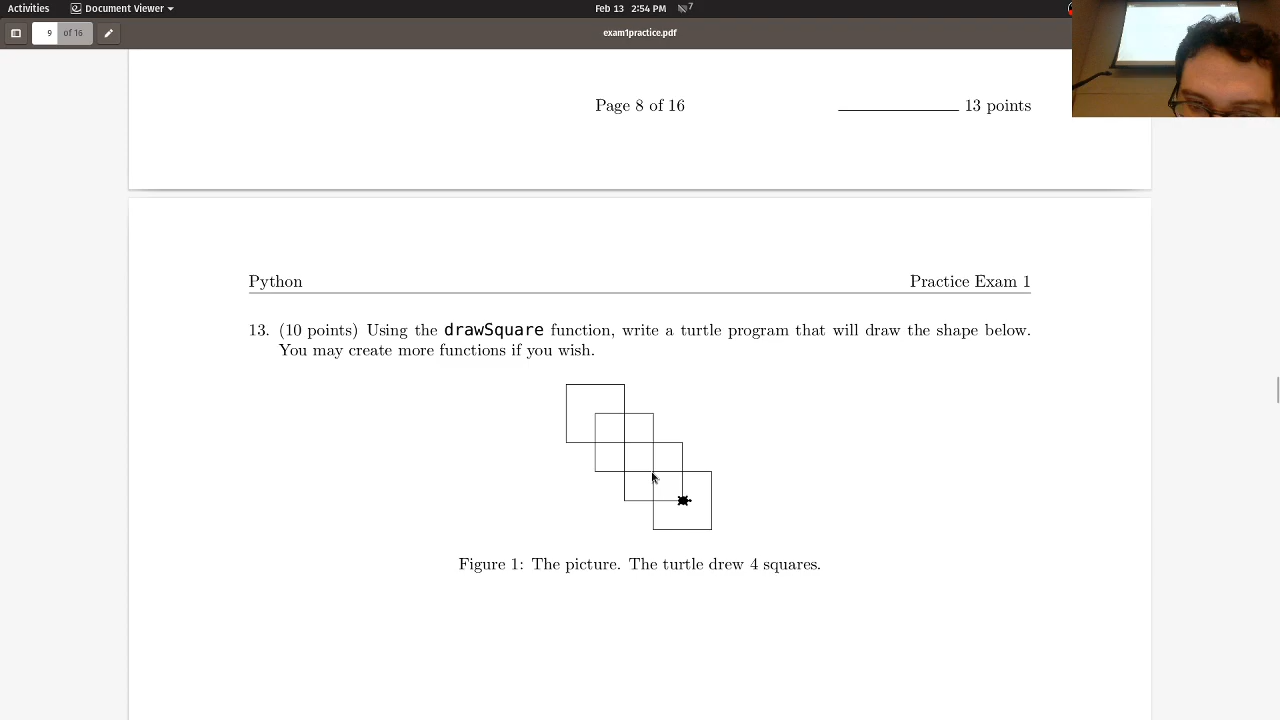 Activities
Document Viewer
Feb 13 2:54 PM
7
9 of 16
exam1practice.pdf
Page 8 of 16
13 points
Python
Practice Exam 1
13. (10 points) Using the drawSquare function, write a turtle program that will draw the shape below.
You may create more functions if you wish.
Figure 1: The picture. The turtle drew 4 squares.